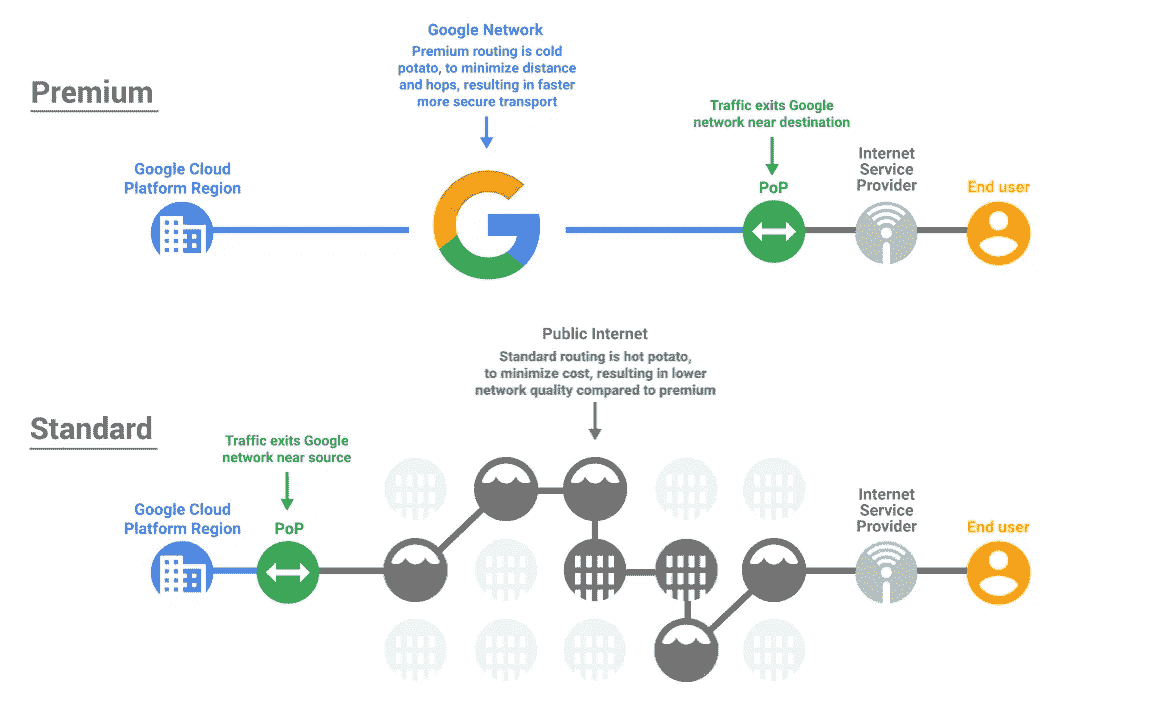 Google Network
Premium routing is cold
potato, to minimize distance
and hops, resulting in faster
more secure transport
Premium
Traffic exits Google
network near destination
Google Cloud
Platform Region
PoP
Internet
Service
Provider
End user
Public Internet
Standard routing is hot potato,
to minimize cost, resulting in lower
network quality compared to premium
Standard
Traffic exits Google
network near source
Google Cloud
Platform Region
PoP
Internet
Service
Provider
End user